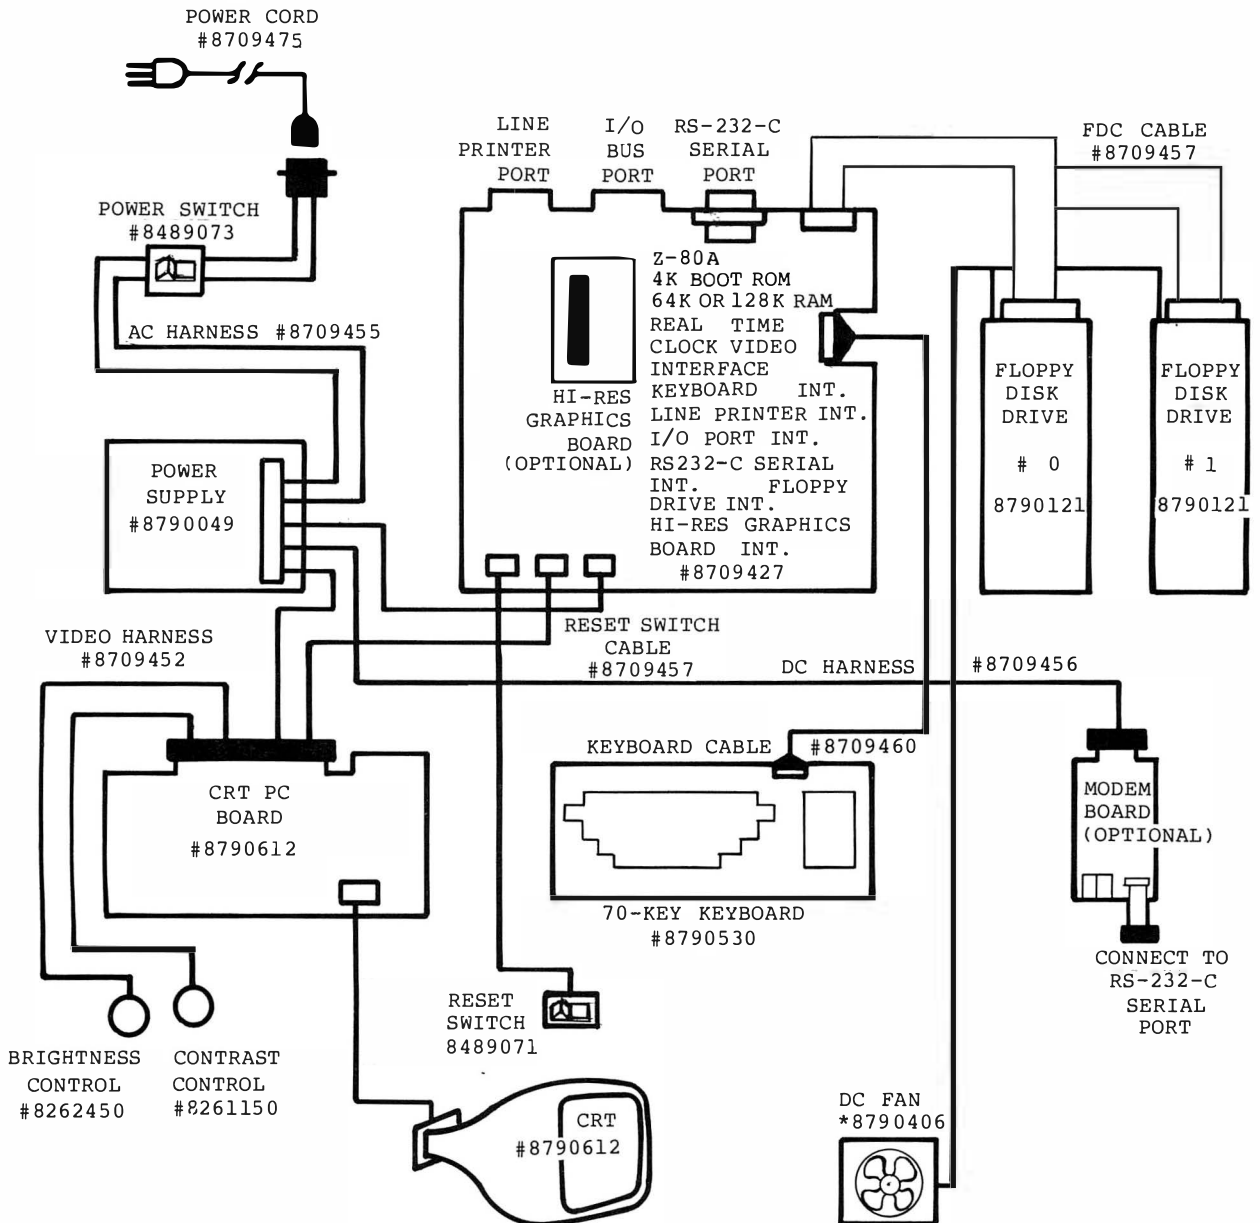 POWER CORD
#8709475
LINE
PRINTER
PORT
I/O
BUS
PORT
RS-232-C
SERIAL
PORT
FDC CABLE
#8709457
POWER SWITCH
#8489073
Z-80A
4K BOOT ROM
64K OR 128K RAM
REAL TIME
CLOCK VIDEO
INTERFACE
KEYBOARD INT.
LINE PRINTER INT.
I/O PORT INT.
RS232-C SERIAL
INT. FLOPPY
DRIVE INT.
HI-RES GRAPHICS
BOARD INT.
#8709427
AC HARNESS #8709455
HI-RES
GRAPHICS
BOARD
(OPTIONAL)
FLOPPY
DISK
DRIVE
# 0
8790121
FLOPPY
DISK
DRIVE
# 1
8790121
POWER
SUPPLY
#8790049
VIDEO HARNESS
#8709452
RESET SWITCH
CABLE
#8709457
DC HARNESS #8709456
KEYBOARD CABLE #8709460
CRT PC
BOARD
#8790612
MODEM
BOARD
(OPTIONAL)
70-KEY KEYBOARD
#8790530
CONNECT TO
RS-232-C
SERIAL
PORT
RESET
SWITCH
8489071
BRIGHTNESS
CONTROL
#8262450
CONTRAST
CONTROL
#8261150
CRT
#8790612
DC FAN
*8790406